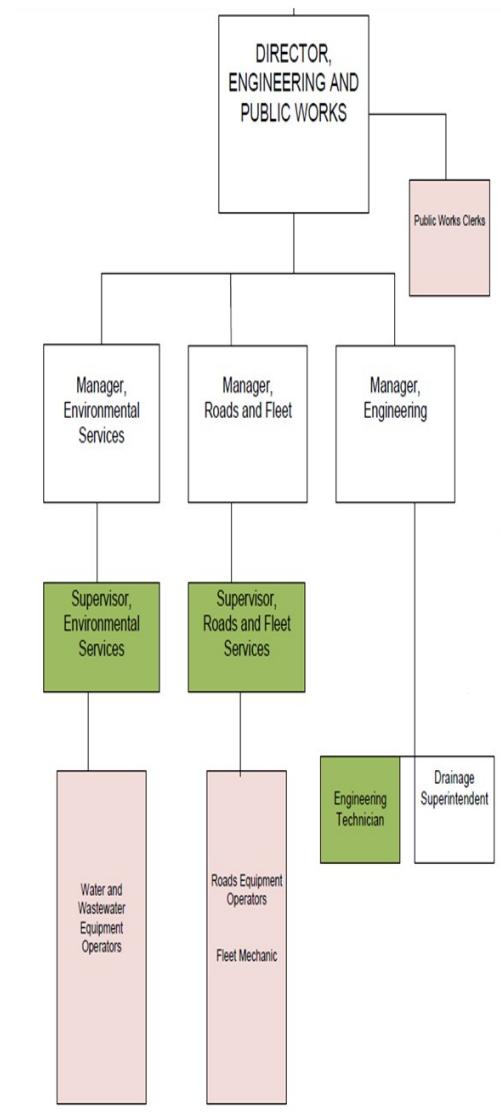 DIRECTOR,
ENGINEERING AND
PUBLIC WORKS
Public Works Clerks
Manager,
Environmental
Services
Manager,
Roads and Fleet
Manager,
Engineering
Supervisor,
Environmental
Services
Supervisor,
Roads and Fleet
Services
Engineering
Technician
Drainage
Superintendent
Water and
Wastewater
Equipment
Operators
Roads Equipment
Operators
Fleet Mechanic